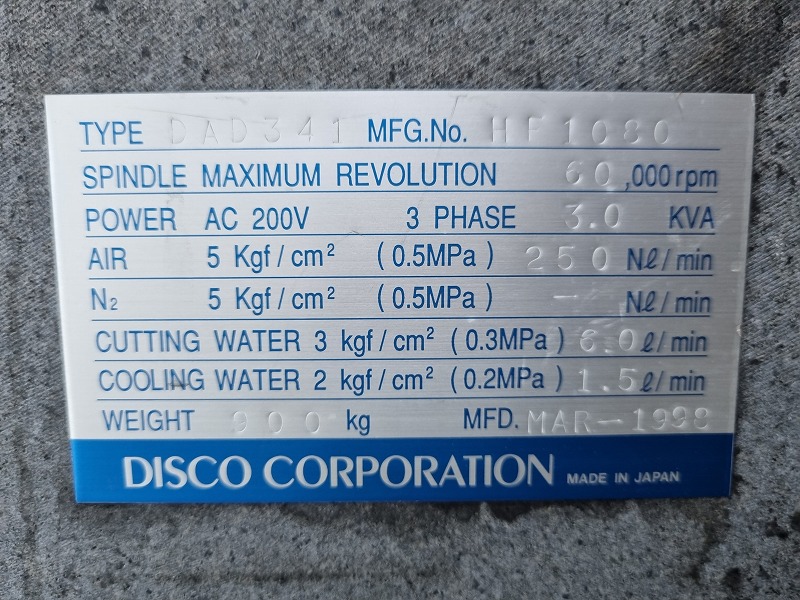 TYPE DAD341 MFG.No. HF1080
SPINDLE MAXIMUM REVOLUTION 60,000rpm
POWER AC 200V 3 PHASE 3.0 KVA
AIR 5 Kgf/cm² (0.5MPa) 250 Nℓ/min
N₂ 5 Kgf/cm² (0.5MPa) — Nℓ/min
CUTTING WATER 3 kgf/cm² (0.3MPa) 6.0 ℓ/min
COOLING WATER 2 kgf/cm² (0.2MPa) 1.5 ℓ/min
WEIGHT 900 kg MFD. MAR-1998
DISCO CORPORATION MADE IN JAPAN